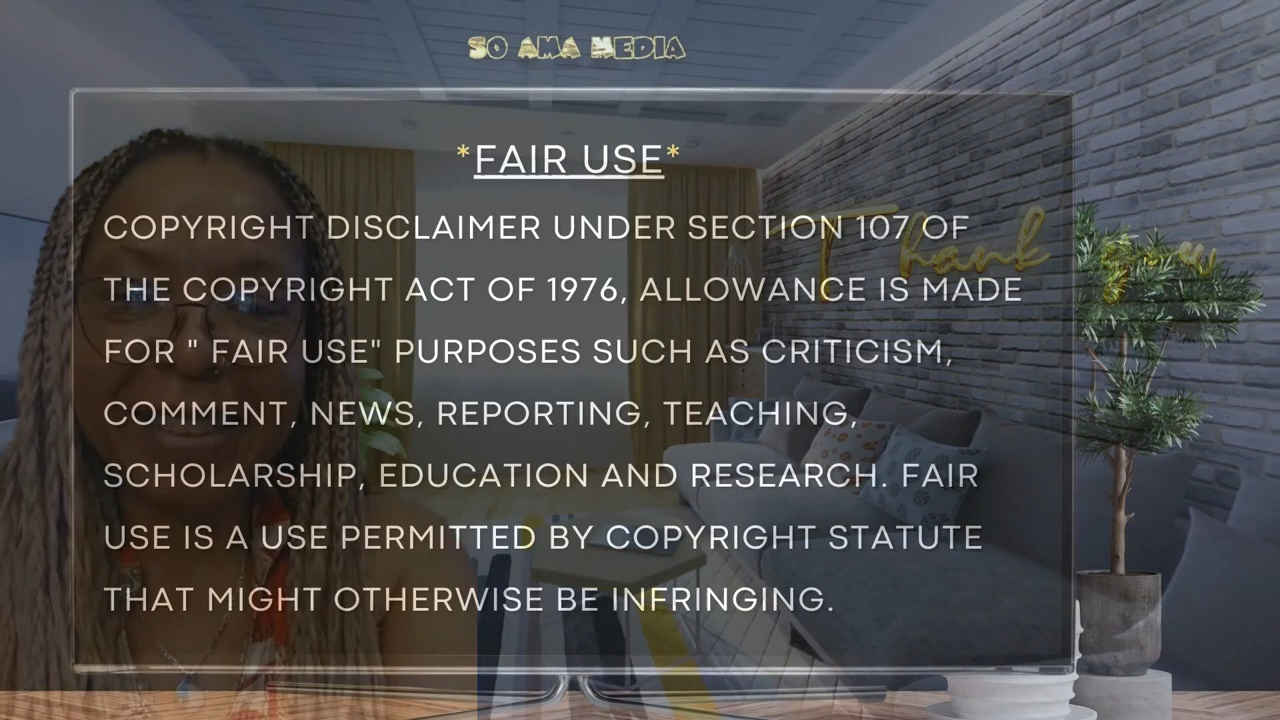 SO AMA MEDIA
*FAIR USE*
COPYRIGHT DISCLAIMER UNDER SECTION 107 OF
THE COPYRIGHT ACT OF 1976, ALLOWANCE IS MADE
FOR " FAIR USE" PURPOSES SUCH AS CRITICISM,
COMMENT, NEWS, REPORTING, TEACHING,
SCHOLARSHIP, EDUCATION AND RESEARCH. FAIR
USE IS A USE PERMITTED BY COPYRIGHT STATUTE
THAT MIGHT OTHERWISE BE INFRINGING.
Thank